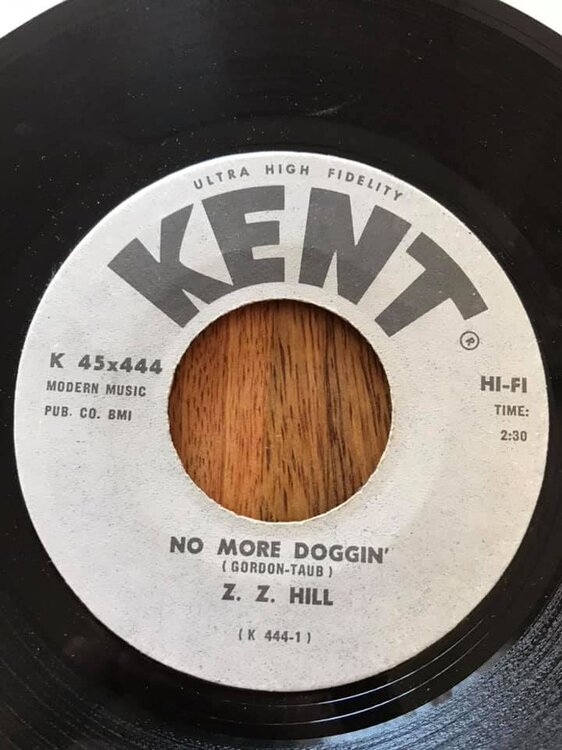 ULTRA HIGH FIDELITY
KENT
®
K 45x444
MODERN MUSIC
PUB. CO. BMI
HI-FI
TIME:
2:30
NO MORE DOGGIN'
( GORDON-TAUB )
Z. Z. HILL
( K 444-1 )